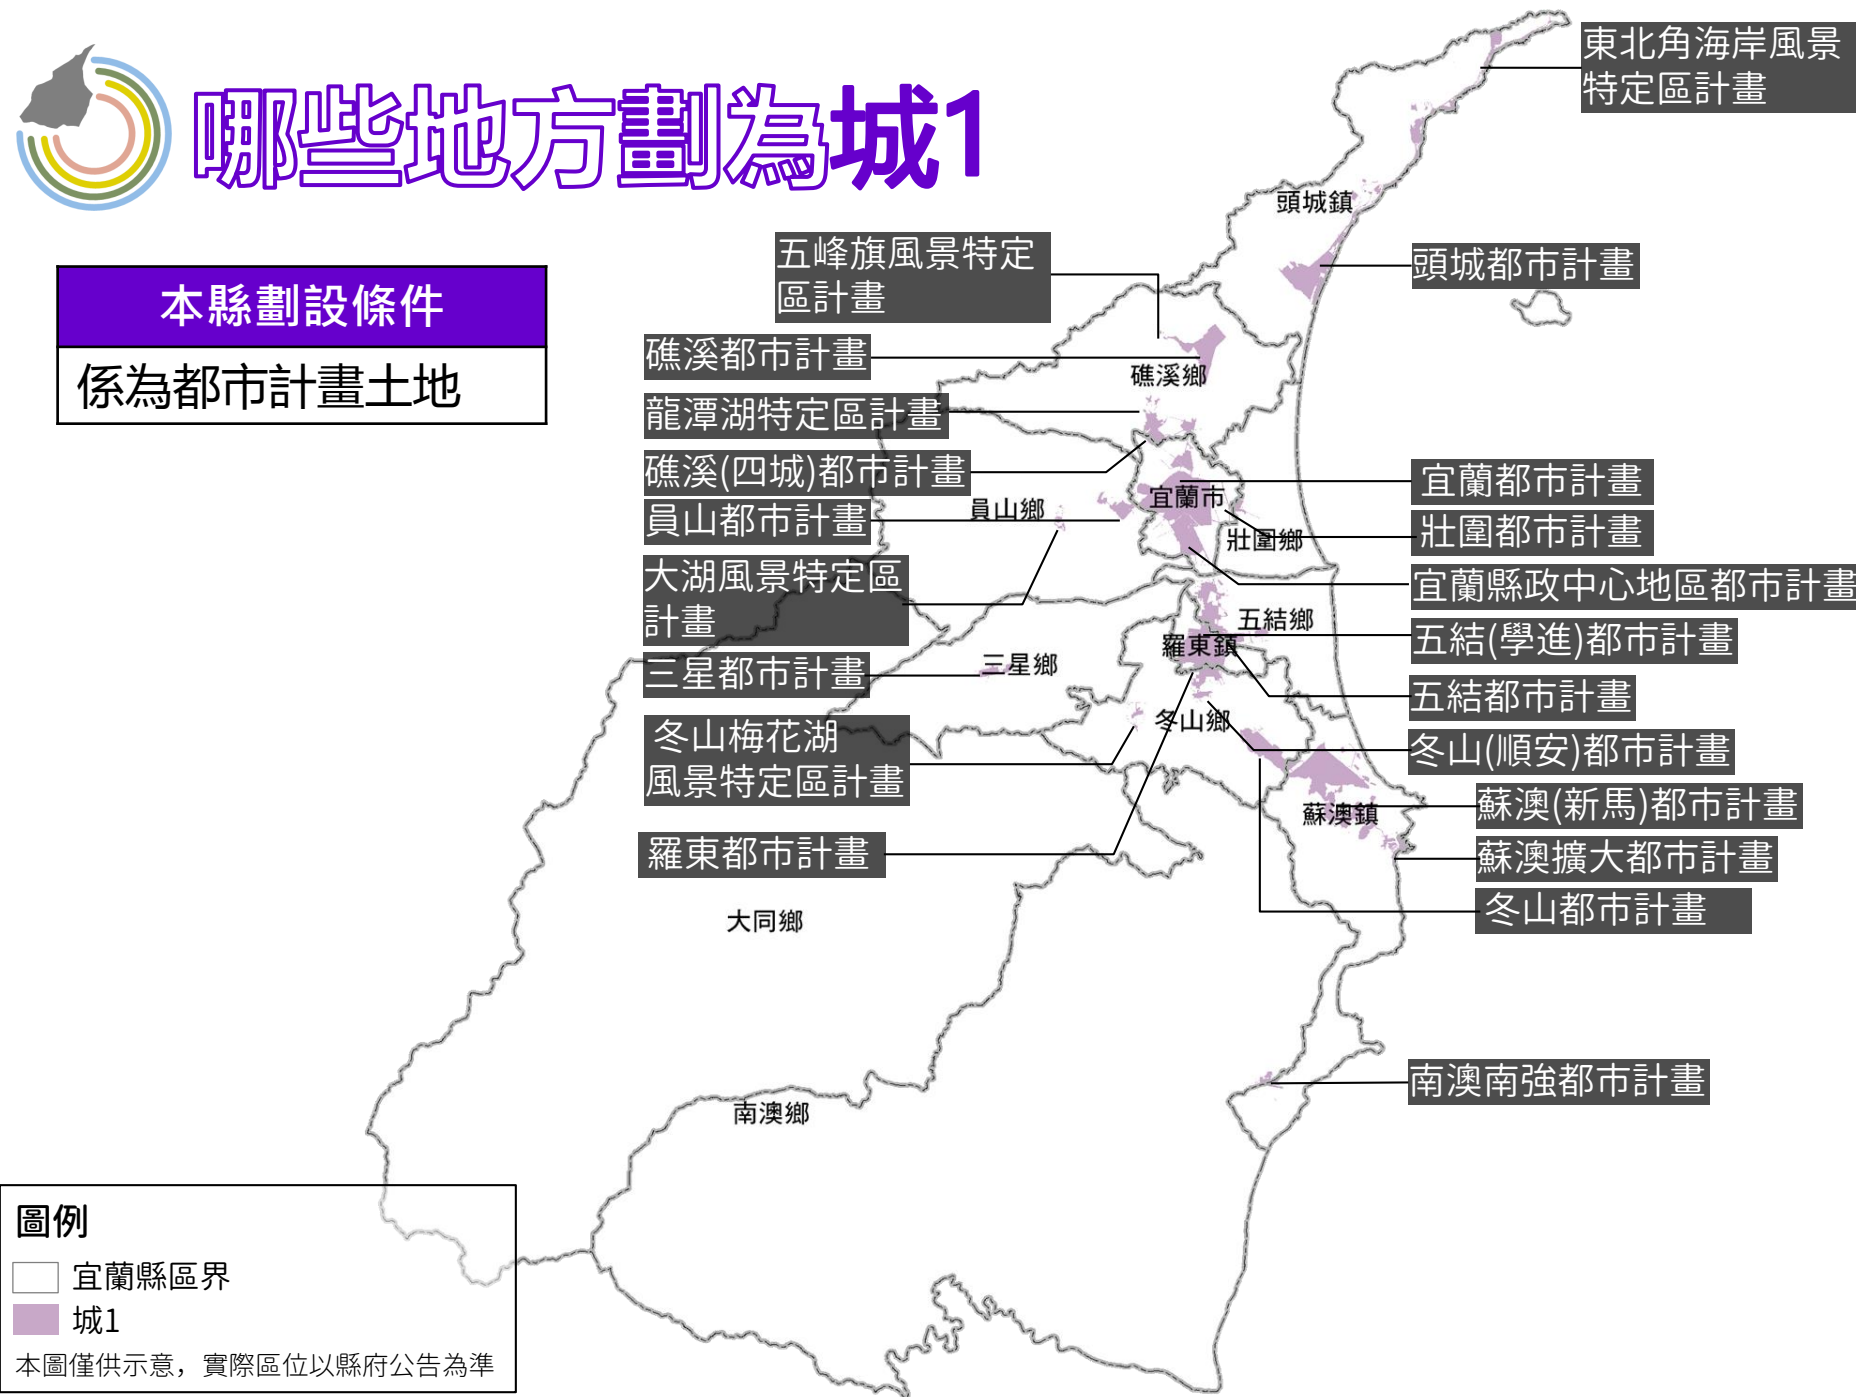 哪些地方劃為城1
本縣劃設條件
係為都市計畫土地
東北角海岸風景
特定區計畫
頭城鎮
頭城都市計畫
五峰旗風景特定
區計畫
礁溪都市計畫
礁溪鄉
龍潭湖特定區計畫
礁溪(四城)都市計畫
宜蘭都市計畫
宜蘭市
員山鄉
員山都市計畫
壯圍都市計畫
壯圍鄉
大湖風景特定區
計畫
宜蘭縣政中心地區都市計畫
五結鄉
五結(學進)都市計畫
羅東鎮
三星鄉
三星都市計畫
五結都市計畫
冬山鄉
冬山梅花湖
風景特定區計畫
冬山(順安)都市計畫
蘇澳(新馬)都市計畫
蘇澳鎮
羅東都市計畫
蘇澳擴大都市計畫
冬山都市計畫
大同鄉
南澳南強都市計畫
南澳鄉
圖例
宜蘭縣區界
城1
本圖僅供示意，實際區位以縣府公告為準